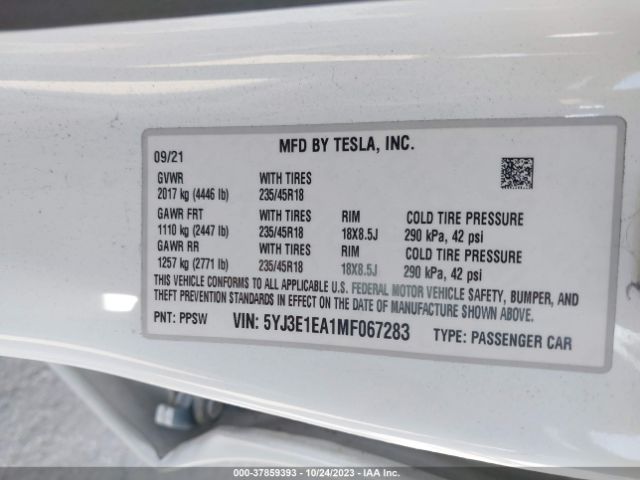 MFD BY TESLA, INC.
09/21
GVWR WITH TIRES
2017 kg (4446 lb) 235/45R18
GAWR FRT WITH TIRES RIM COLD TIRE PRESSURE
1110 kg (2447 lb) 235/45R18 18X8.5J 290 kPa, 42 psi
GAWR RR WITH TIRES RIM COLD TIRE PRESSURE
1257 kg (2771 lb) 235/45R18 18X8.5J 290 kPa, 42 psi
THIS VEHICLE CONFORMS TO ALL APPLICABLE U.S. FEDERAL MOTOR VEHICLE SAFETY, BUMPER, AND
THEFT PREVENTION STANDARDS IN EFFECT ON THE DATE OF MANUFACTURE SHOWN ABOVE.
PNT: PPSW VIN: 5YJ3E1EA1MF067283 TYPE: PASSENGER CAR
000-37859393 - 10/24/2023 - IAA Inc.